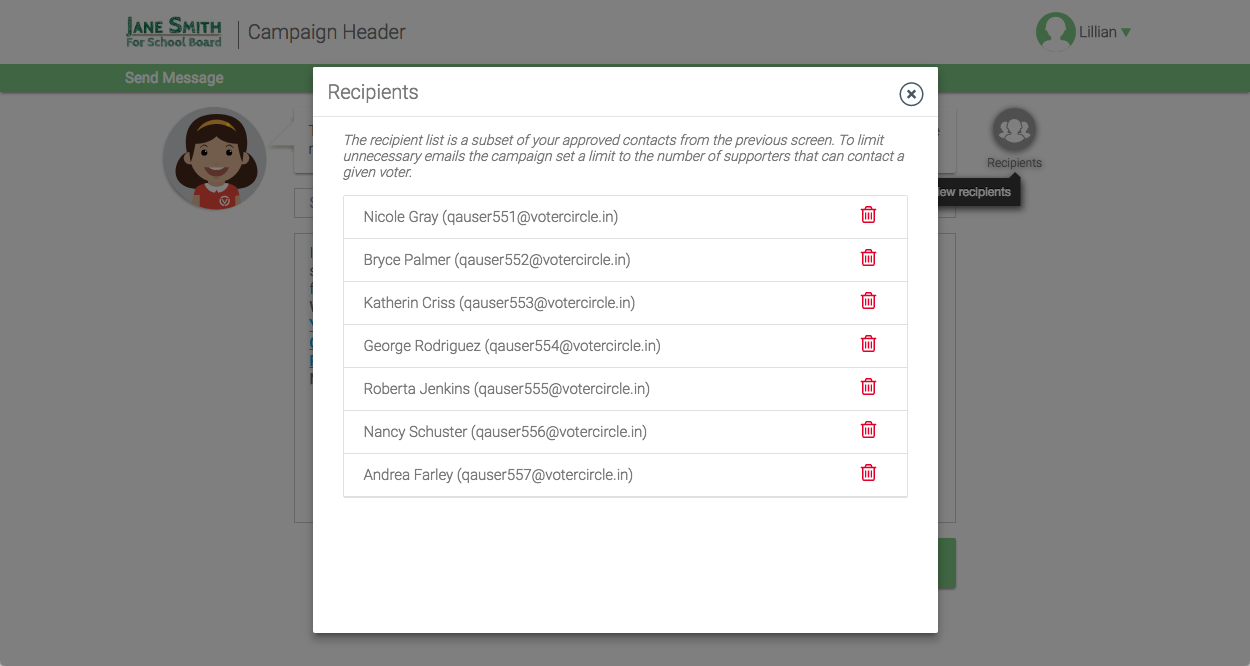 JANE SMITH
For School Board
Campaign Header
Lillian
Send Message
Recipients
Recipients
iew recipients
The recipient list is a subset of your approved contacts from the previous screen. To limit
unnecessary emails the campaign set a limit to the number of supporters that can contact a
given voter.
Nicole Gray (qauser551@votercircle.in)
Bryce Palmer (qauser552@votercircle.in)
Katherin Criss (qauser553@votercircle.in)
George Rodriguez (qauser554@votercircle.in)
Roberta Jenkins (qauser555@votercircle.in)
Nancy Schuster (qauser556@votercircle.in)
Andrea Farley (qauser557@votercircle.in)